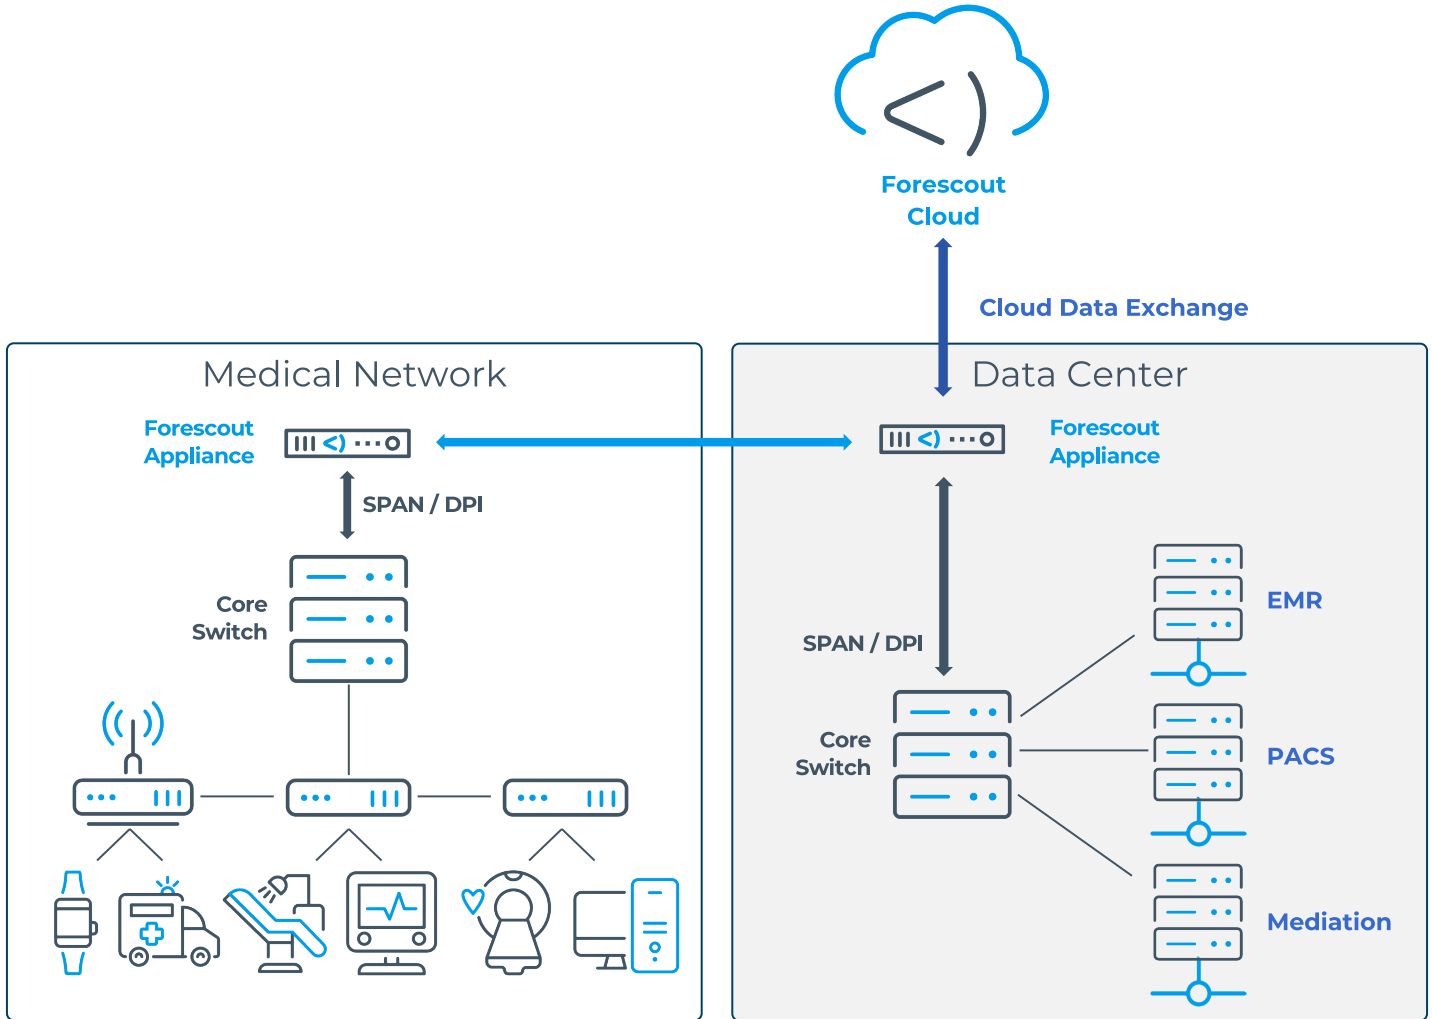 Forescout
Cloud
Cloud Data Exchange
Medical Network
Forescout
Appliance
SPAN / DPI
Core
Switch
Data Center
Forescout
Appliance
SPAN / DPI
Core
Switch
EMR
PACS
Mediation